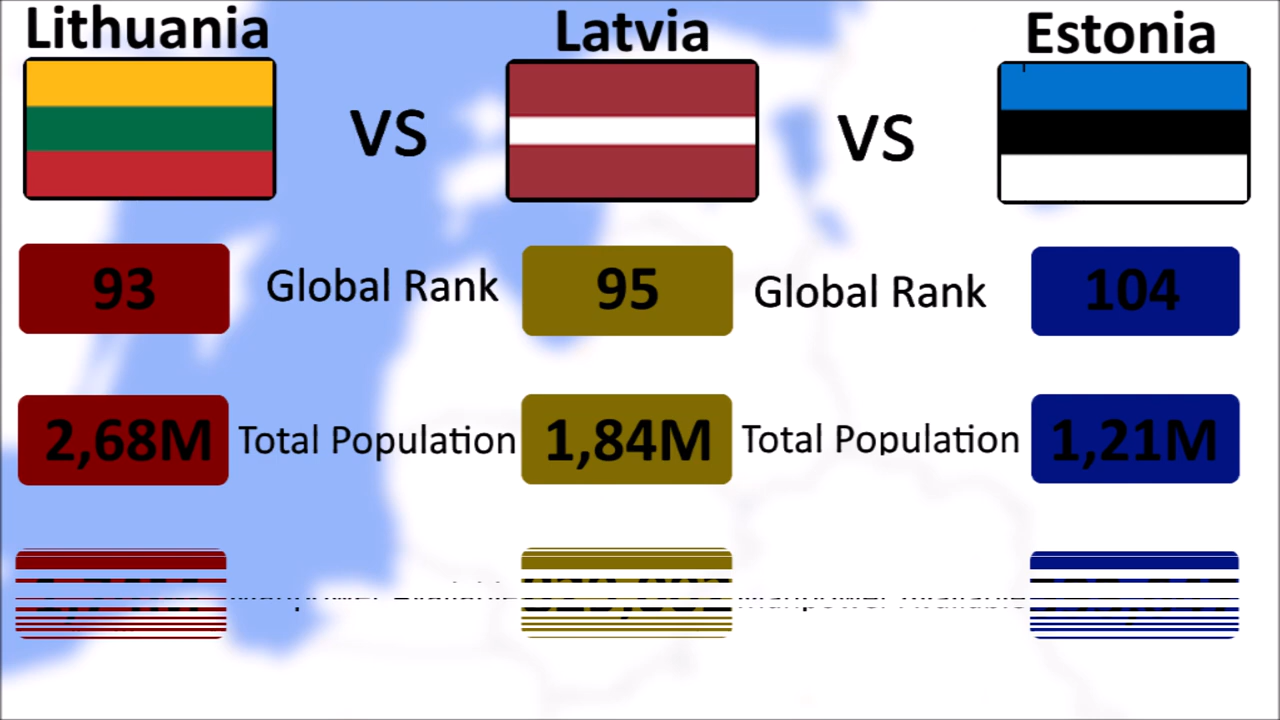 Lithuania Latvia Estonia
VS VS
93 Global Rank 95 Global Rank 104
2,68M Total Population 1,84M Total Population 1,21M